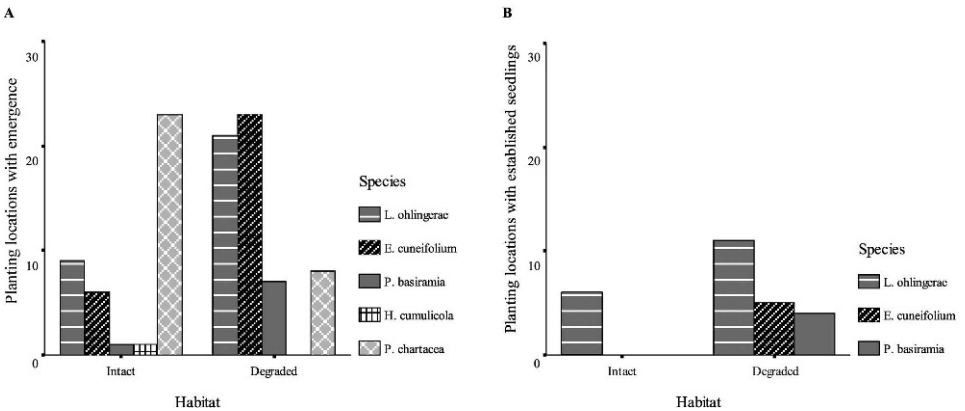 A
Planting locations with emergence
30
20
10
0
Intact
Degraded
Habitat
Species
L. ohlingerae
E. cuneifolium
P. basiramia
H. cumulicola
P. chartacea
B
Planting locations with established seedlings
30
20
10
0
Intact
Degraded
Habitat
Species
L. ohlingerae
E. cuneifolium
P. basiramia